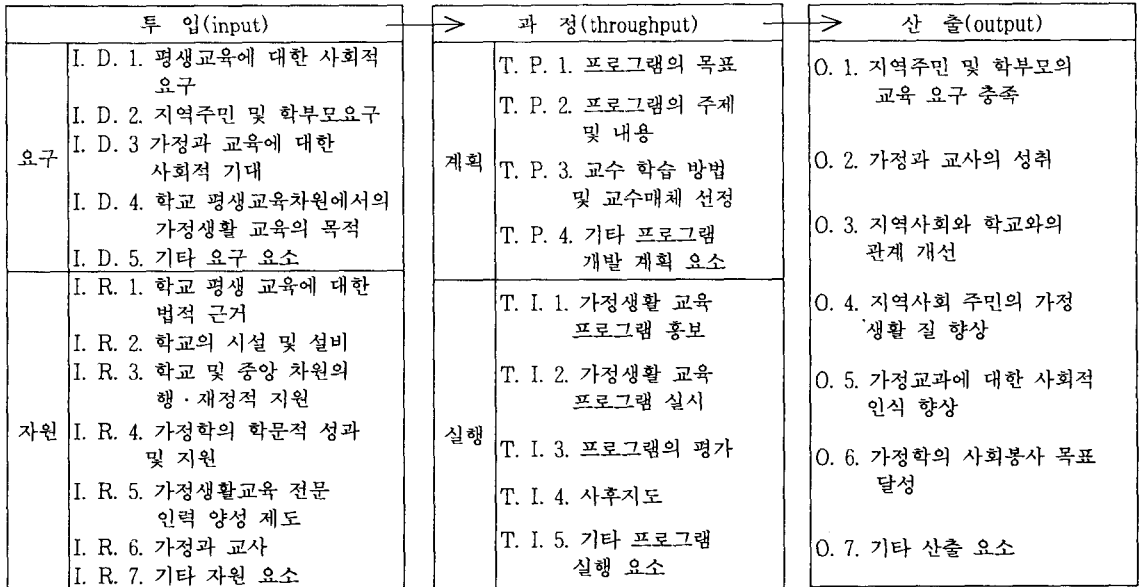 투 입(input)
요구
I. D. 1. 평생교육에 대한 사회적
요구
I. D. 2. 지역주민 및 학부모요구
I. D. 3 가정과 교육에 대한
사회적 기대
I. D. 4. 학교 평생교육차원에서의
가정생활 교육의 목적
I. D. 5. 기타 요구 요소
자원
I. R. 1. 학교 평생 교육에 대한
법적 근거
I. R. 2. 학교의 시설 및 설비
I. R. 3. 학교 및 중앙 차원의
행·재정적 지원
I. R. 4. 가정학의 학문적 성과
및 지원
I. R. 5. 가정생활교육 전문
인력 양성 제도
I. R. 6. 가정과 교사
I. R. 7. 기타 자원 요소
과 정(throughput)
계획
T. P. 1. 프로그램의 목표
T. P. 2. 프로그램의 주제
및 내용
T. P. 3. 교수 학습 방법
및 교수매체 선정
T. P. 4. 기타 프로그램
개발 계획 요소
실행
T. I. 1. 가정생활 교육
프로그램 홍보
T. I. 2. 가정생활 교육
프로그램 실시
T. I. 3. 프로그램의 평가
T. I. 4. 사후지도
T. I. 5. 기타 프로그램
실행 요소
산 출(output)
O. 1. 지역주민 및 학부모의
교육 요구 충족
O. 2. 가정과 교사의 성취
O. 3. 지역사회와 학교와의
관계 개선
O. 4. 지역사회 주민의 가정
생활 질 향상
O. 5. 가정교과에 대한 사회적
인식 향상
O. 6. 가정학의 사회봉사 목표
달성
O. 7. 기타 산출 요소